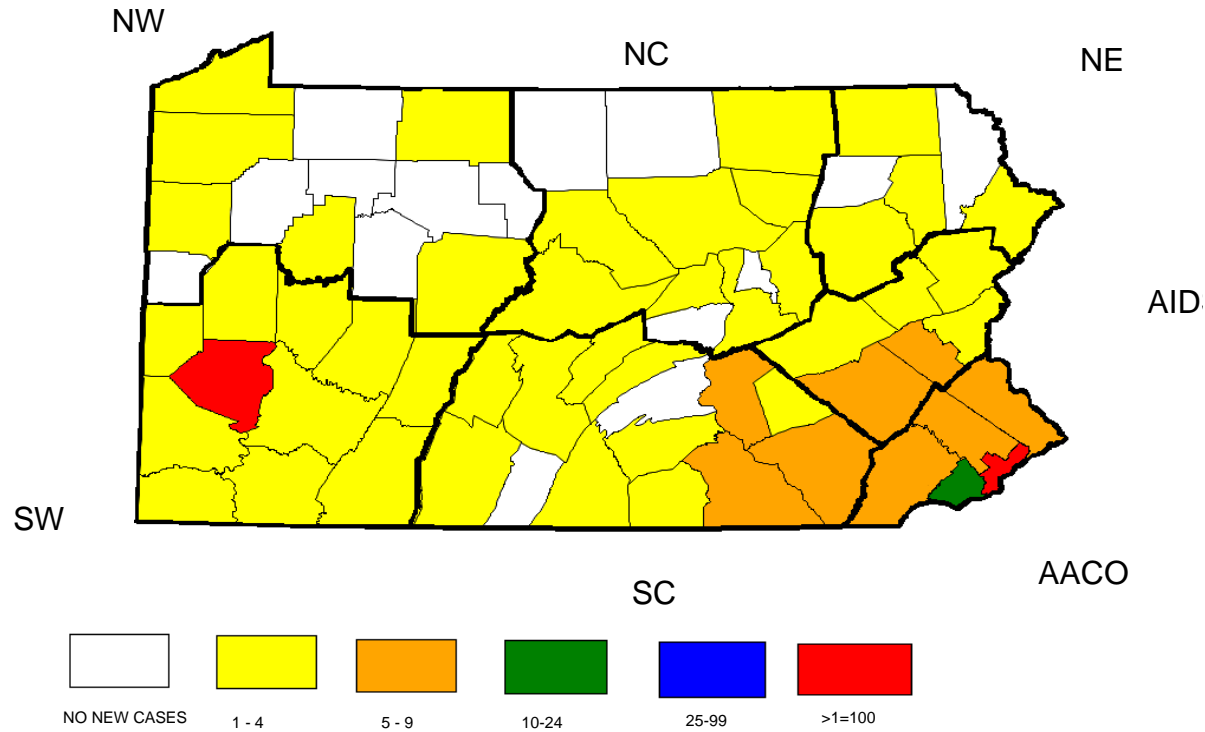 NW
NC
NE
AID
SW
AACO
SC
NO NEW CASES
1 - 4
5 - 9
10-24
25-99
>1=100